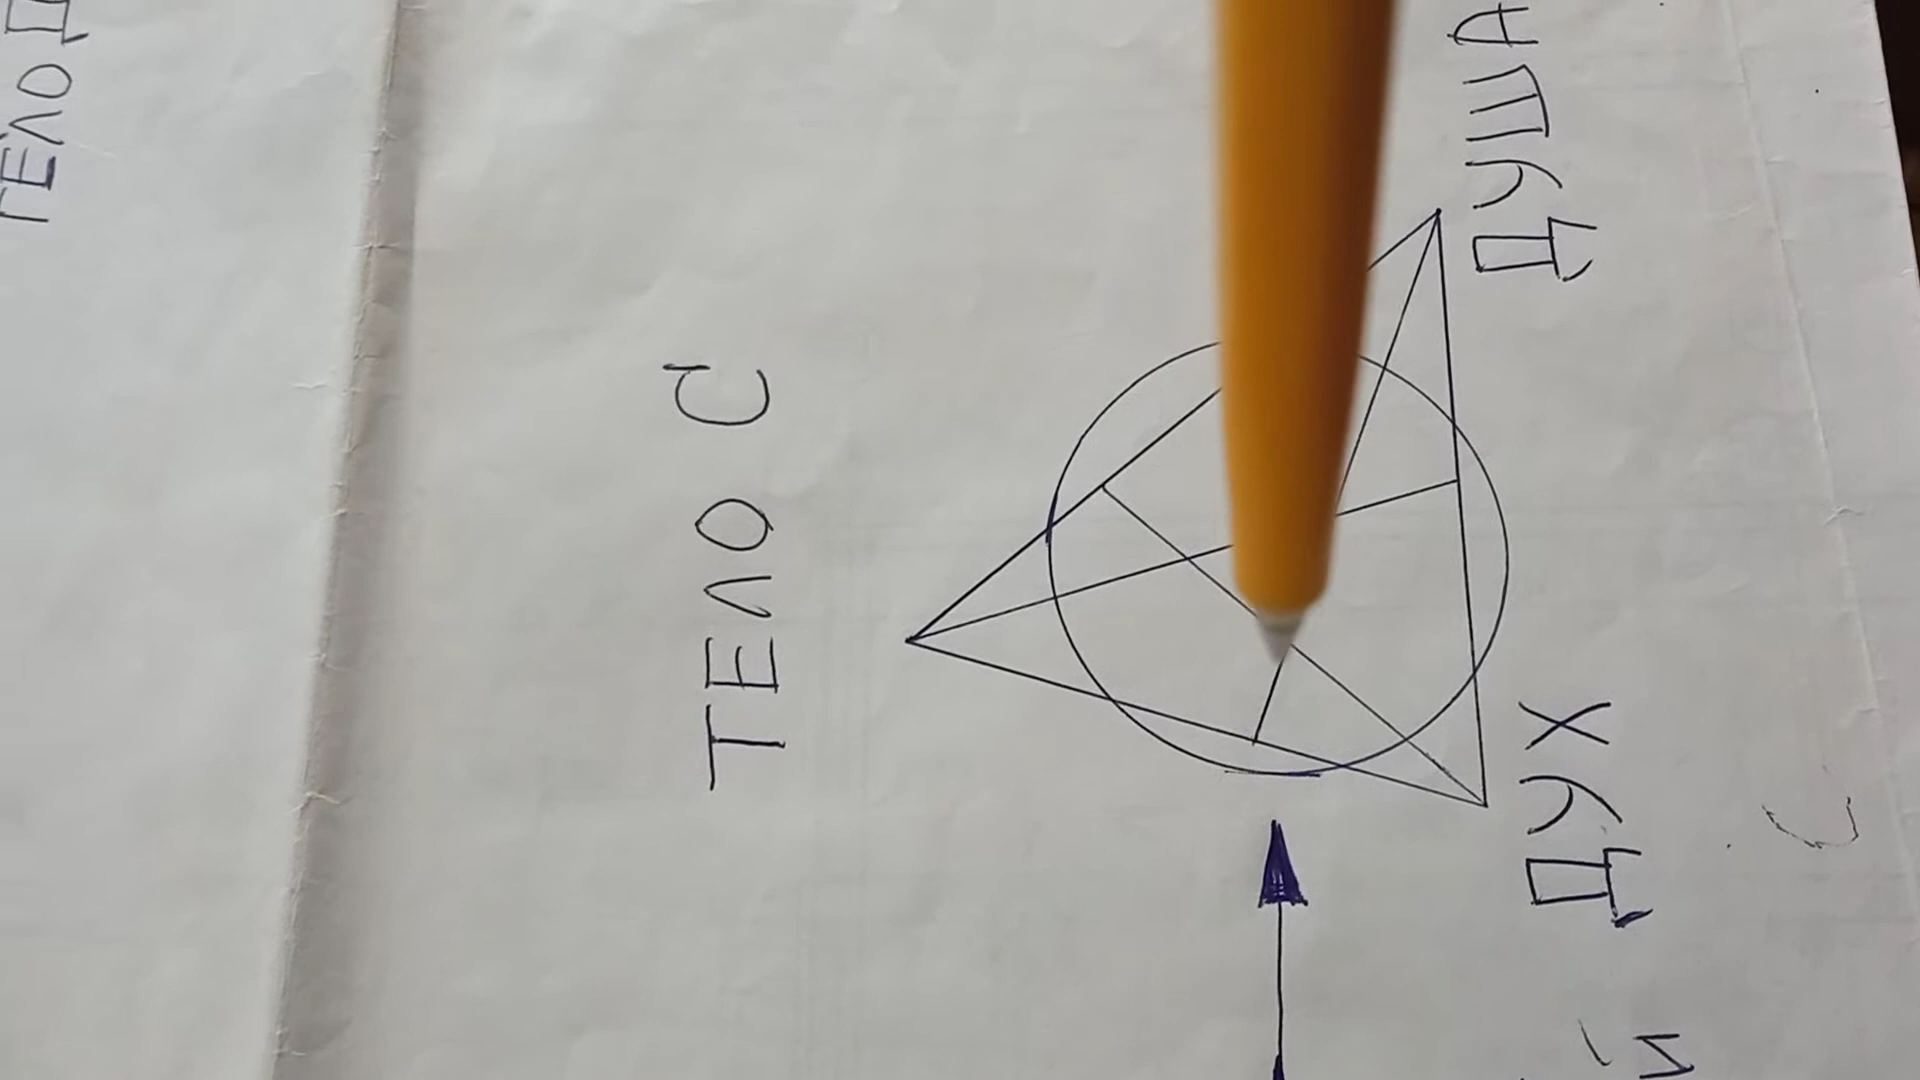 ТЕЛО Д
ТЕЛО С
ДУХ
ДУША
Й
С